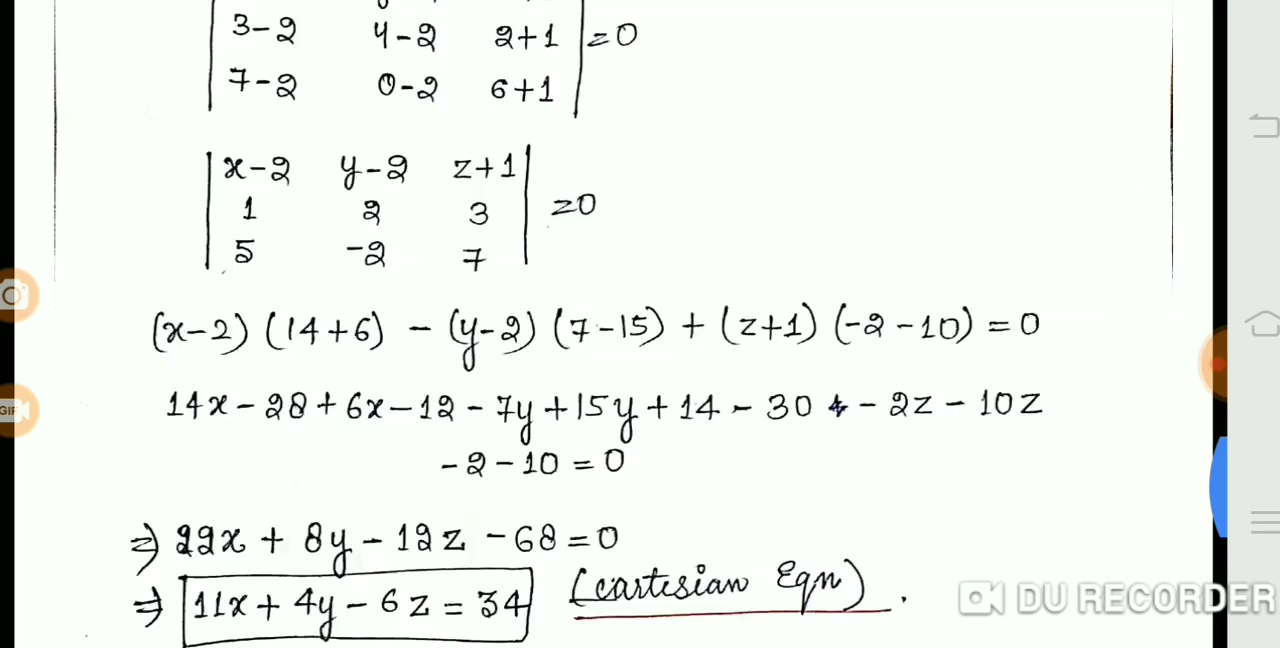 3-2 4-2 2+1 =0
7-2 0-2 6+1
x-2 y-2 z+1
1 2 3 =0
5 -2 7
(x-2) (14+6) - (y-2) (7-15) + (z+1) (-2-10) = 0
14x - 28 + 6x - 12 - 7y + 15y + 14 - 30 + - 2z - 10z
-2-10 = 0
⇒ 22x + 8y - 12z - 68 = 0
⇒ 11x + 4y - 6z = 34 (cartesian Eqn).
GIF
DU RECORDER